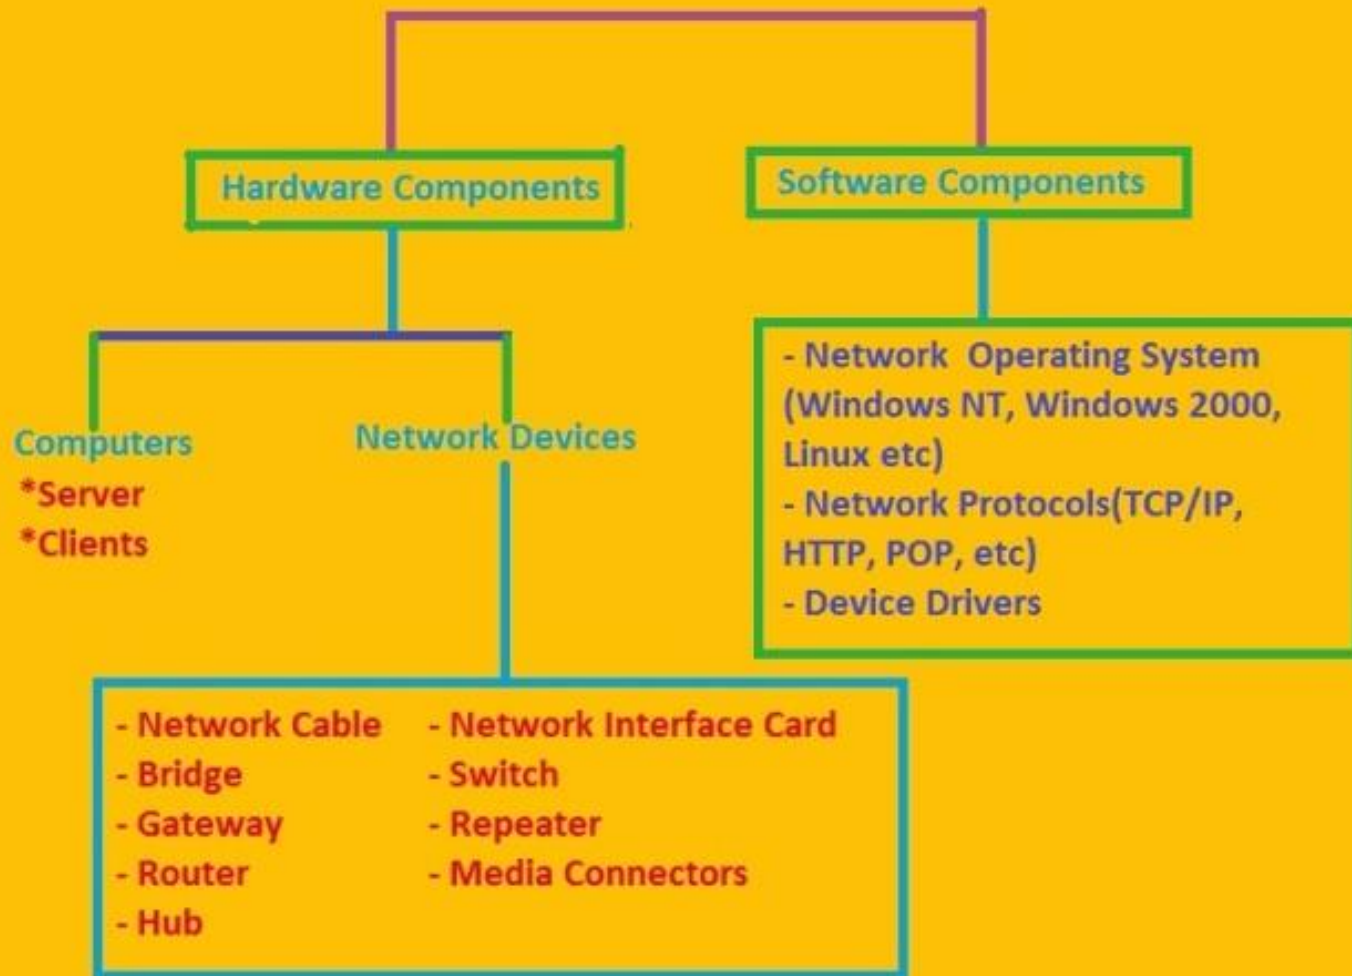 Hardware Components
Software Components
Computers
*Server
*Clients
Network Devices
- Network Operating System
(Windows NT, Windows 2000,
Linux etc)
- Network Protocols(TCP/IP,
HTTP, POP, etc)
- Device Drivers
- Network Cable
- Bridge
- Gateway
- Router
- Hub
- Network Interface Card
- Switch
- Repeater
- Media Connectors